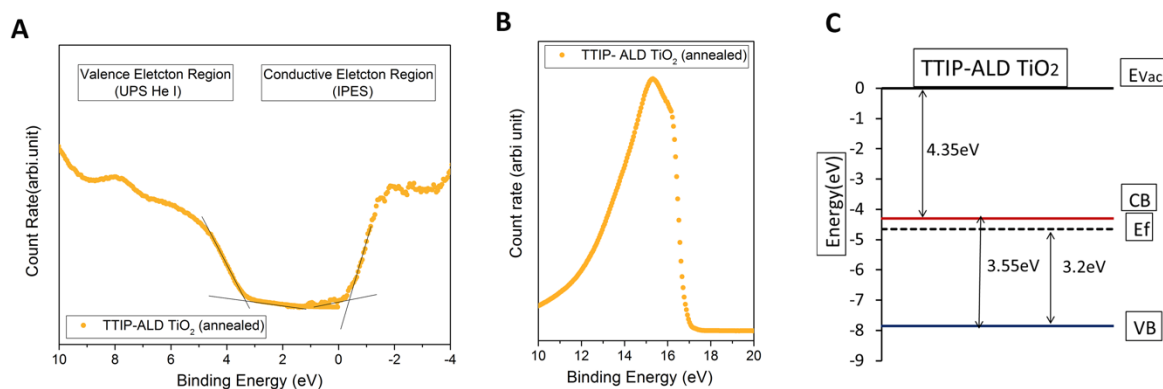 A
Valence Eletcton Region
(UPS He I)
Conductive Eletcton Region
(IPES)
Count Rate(arbi.unit)
TTIP-ALD TiO2 (annealed)
10 8 6 4 2 0 -2 -4
Binding Energy (eV)
B
TTIP- ALD TiO2 (annealed)
Count rate (arbi unit)
10 12 14 16 18 20
Binding Energy (eV)
C
TTIP-ALD TiO2
EVac
0
-1
-2
-3
-4
-5
-6
-7
-8
-9
Energy(eV)
4.35eV
CB
Ef
3.55eV
3.2eV
VB